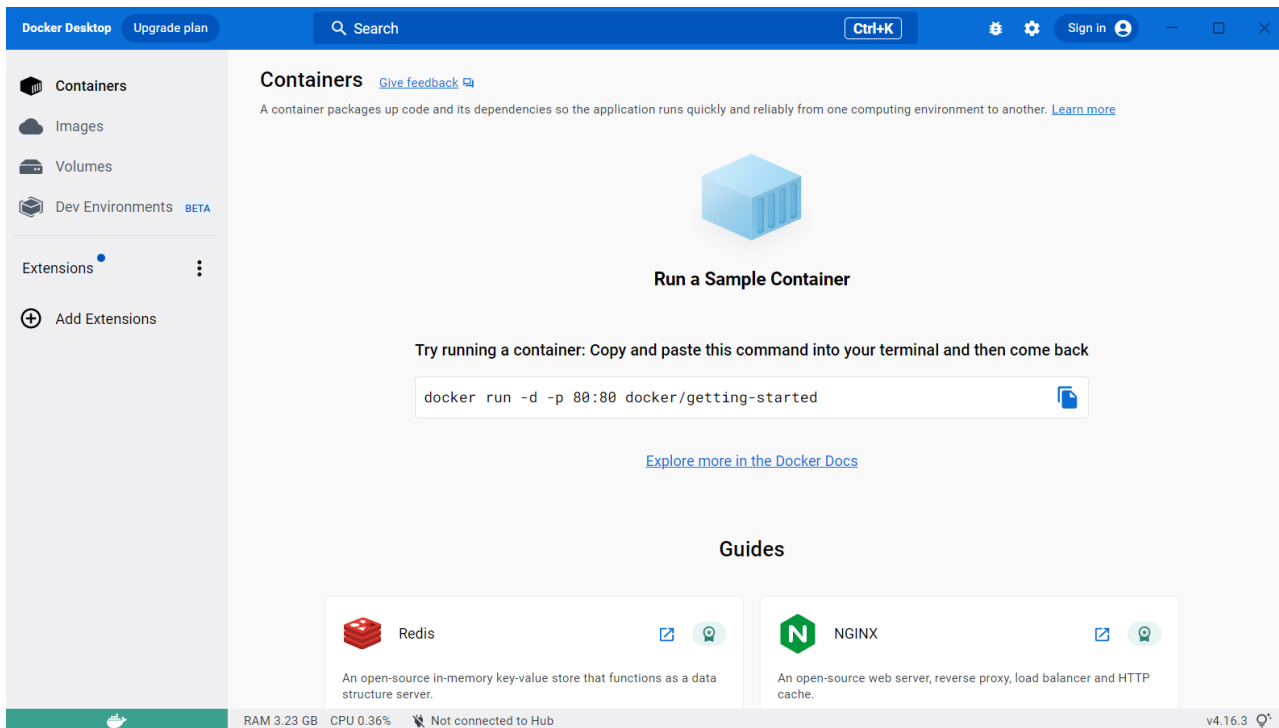 Docker Desktop Upgrade plan Search Ctrl+K Sign in
Containers
Images
Volumes
Dev Environments BETA
Extensions
Add Extensions
Containers Give feedback
A container packages up code and its dependencies so the application runs quickly and reliably from one computing environment to another. Learn more
Run a Sample Container
Try running a container: Copy and paste this command into your terminal and then come back
docker run -d -p 80:80 docker/getting-started
Explore more in the Docker Docs
Guides
Redis
An open-source in-memory key-value store that functions as a data
structure server.
NGINX
An open-source web server, reverse proxy, load balancer and HTTP
cache.
RAM 3.23 GB CPU 0.36% Not connected to Hub v4.16.3